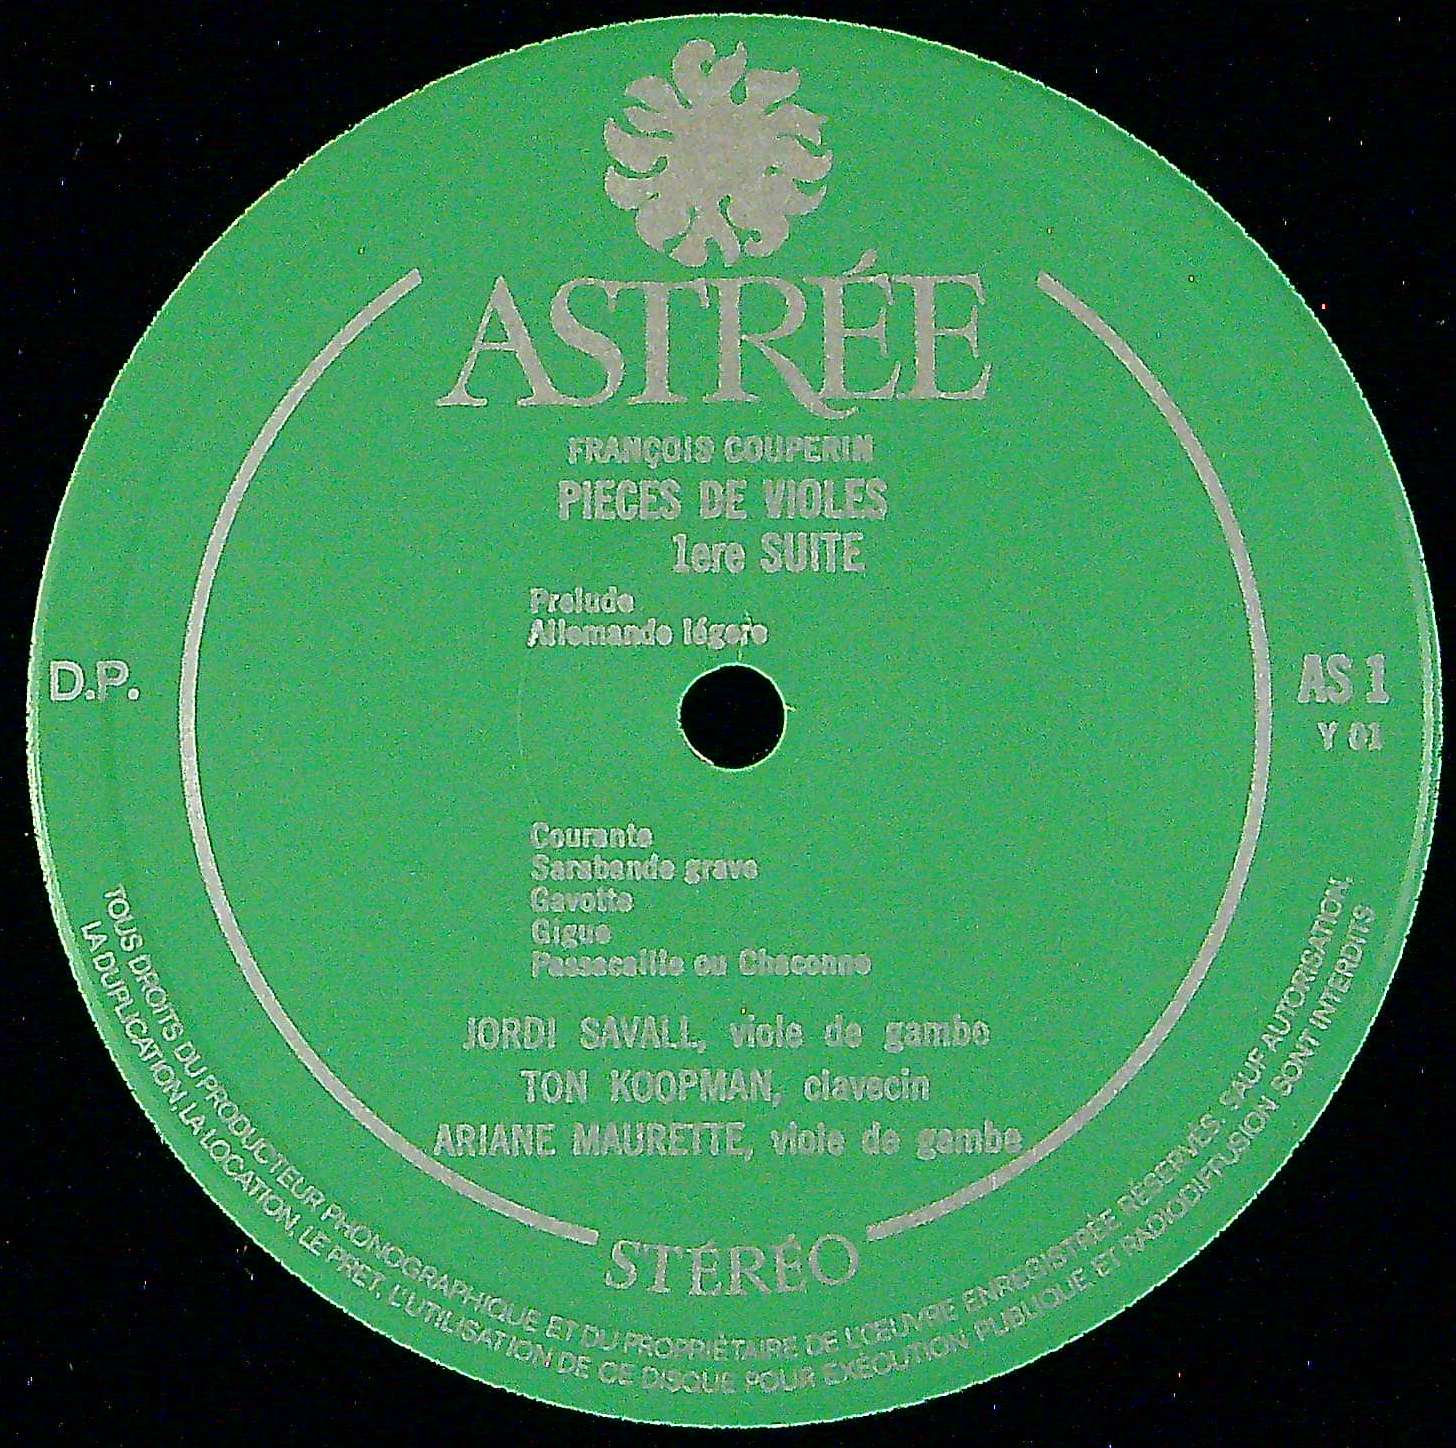 ASTRÉE
FRANÇOIS COUPERIN
PIECES DE VIOLES
1ere SUITE
Prelude
Allemande légere
D.P.
AS 1
Y 01
Courante
Sarabande grave
Gavotte
Gigue
Passacaille ou Chaconne
JORDI SAVALL, viole de gambe
TON KOOPMAN, clavecin
ARIANE MAURETTE, viole de gambe
STÉRÉO
TOUS DROITS DU PRODUCTEUR PHONOGRAPHIQUE ET DU PROPRIÉTAIRE DE L'ŒUVRE ENREGISTRÉE RÉSERVÉS. SAUF AUTORISATION,
LA DUPLICATION, LA LOCATION, LE PRET, L'UTILISATION DE CE DISQUE POUR EXÉCUTION PUBLIQUE ET RADIODIFFUSION SONT INTERDITS